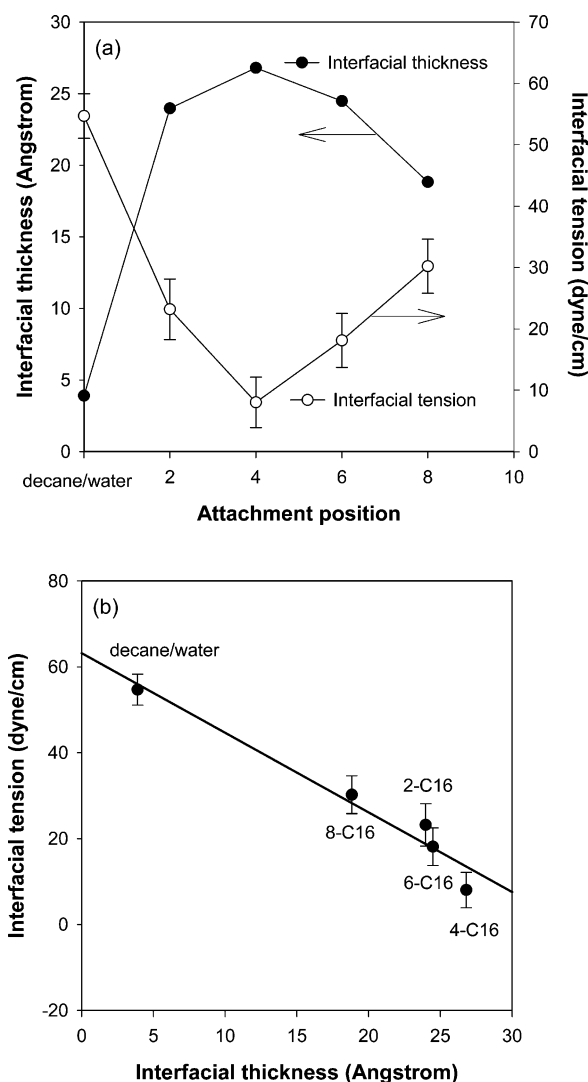 (a)
Interfacial thickness
Interfacial tension
30
25
20
15
10
5
0
Interfacial thickness (Angstrom)
70
60
50
40
30
20
10
0
Interfacial tension (dyne/cm)
decane/water 2 4 6 8 10
Attachment position
(b)
decane/water
8-C16
2-C16
6-C16
4-C16
80
60
40
20
0
-20
Interfacial tension (dyne/cm)
0 5 10 15 20 25 30
Interfacial thickness (Angstrom)